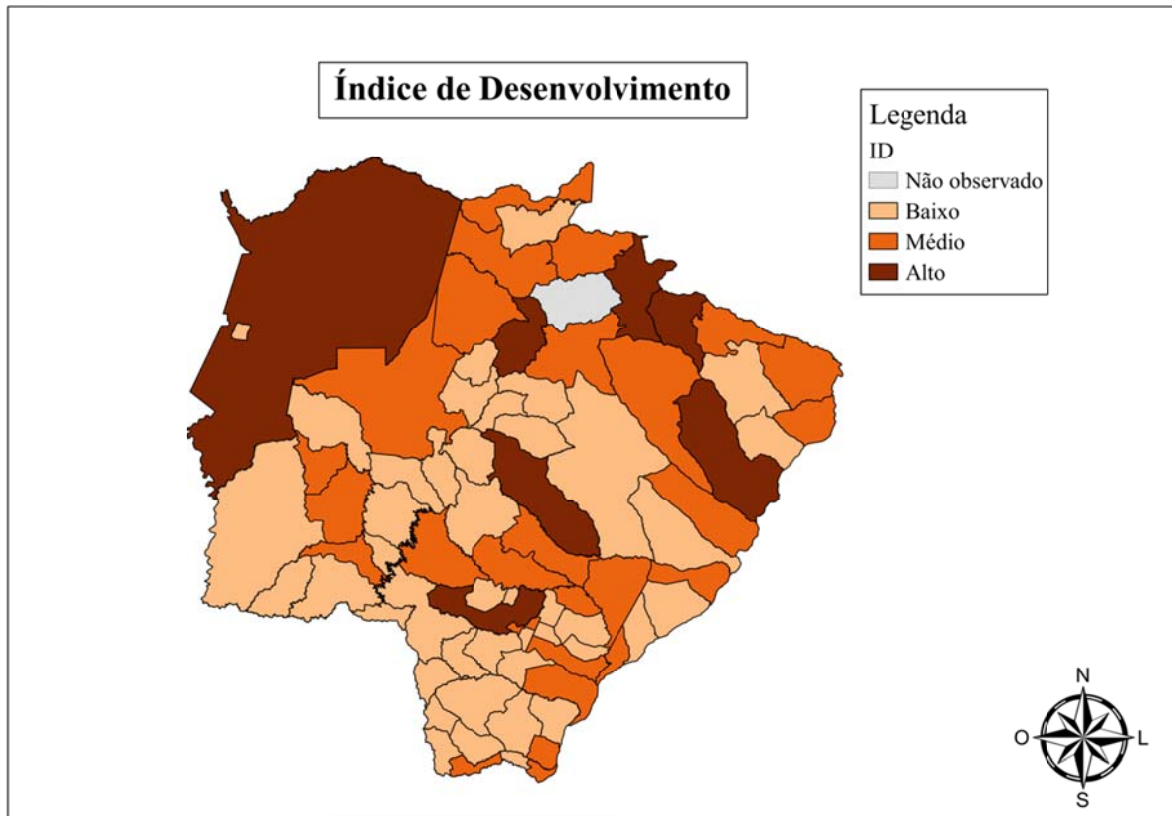 Índice de Desenvolvimento
Legenda
ID
Não observado
Baixo
Médio
Alto
N
O
L
S